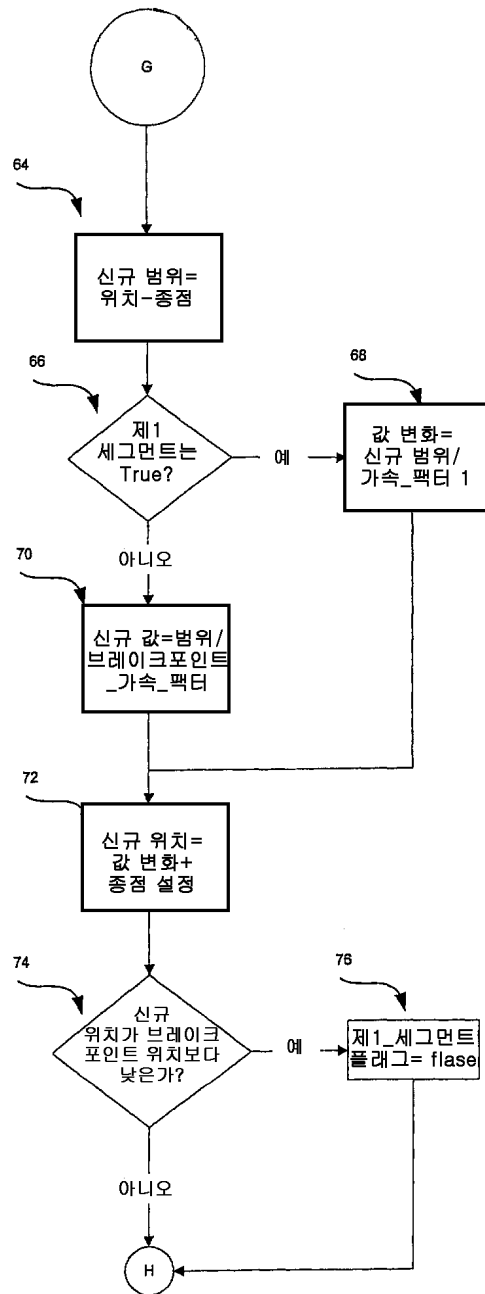 G
64
신규 범위=
위치-종점
66
68
제1
세그먼트는
True?
예
값 변화=
신규 범위/
가속_팩터 1
아니오
70
신규 값=범위/
브레이크포인트
_가속_팩터
72
신규 위치=
값 변화+
종점 설정
74
76
신규
위치가 브레이크
포인트 위치보다
낮은가?
예
제1_세그먼트
플래그= flase
아니오
H